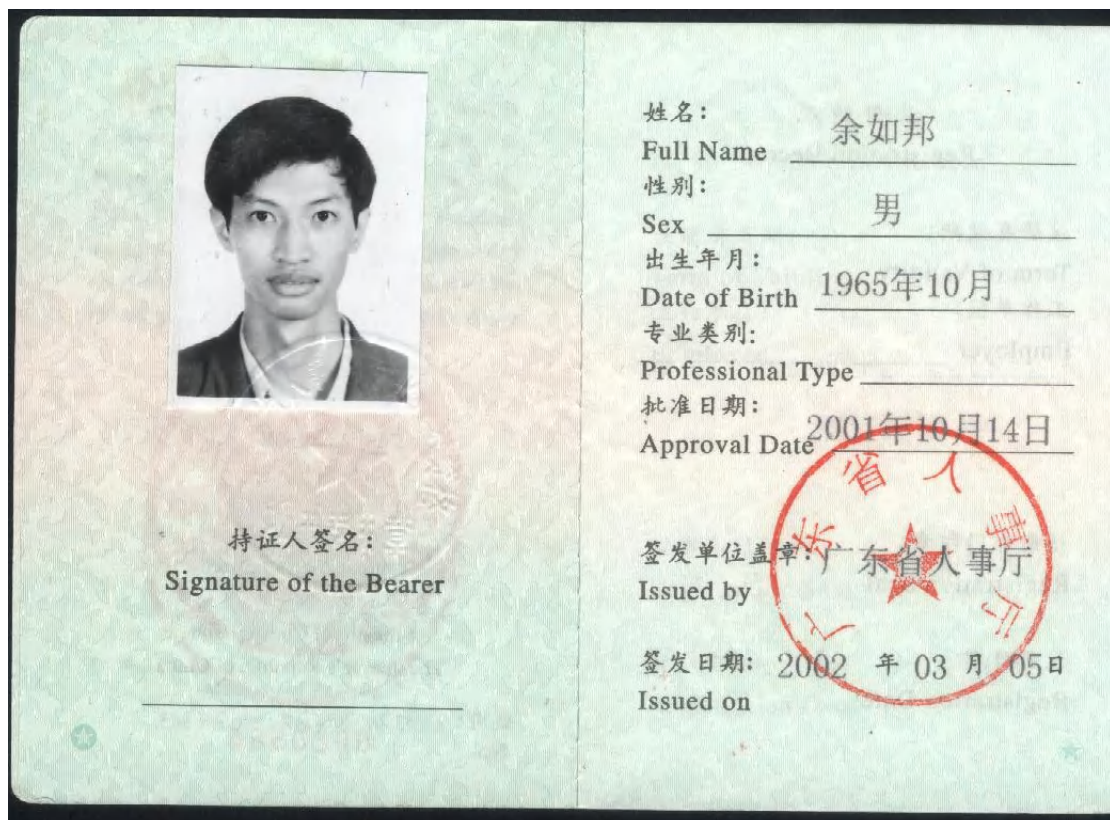 持证人签名:
Signature of the Bearer
姓名:
余如邦
Full Name
性别:
男
Sex
出生年月:
Date of Birth 1965年10月
专业类别:
Professional Type
批准日期:
Approval Date 2001年10月14日
签发单位盖章: 广东省人事厅
Issued by
广东省人事厅
签发日期: 2002 年 03 月 05日
Issued on